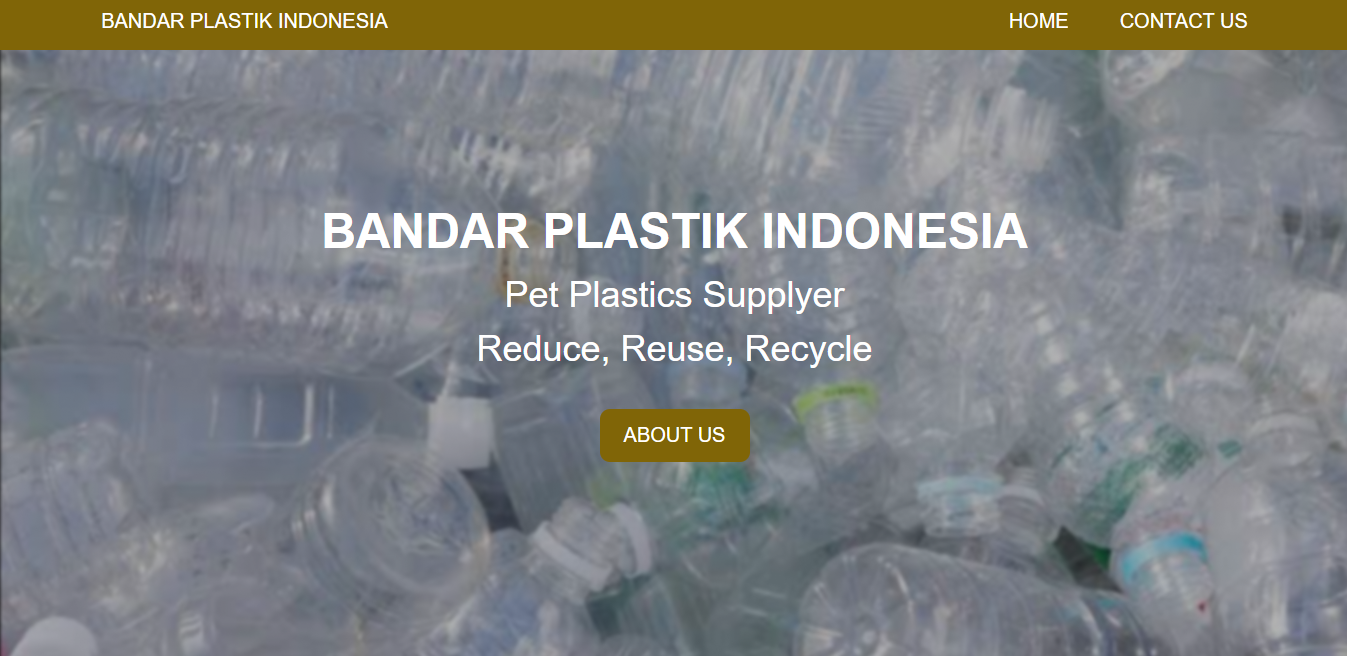 BANDAR PLASTIK INDONESIA
HOME
CONTACT US
BANDAR PLASTIK INDONESIA
Pet Plastics Supplyer
Reduce, Reuse, Recycle
ABOUT US